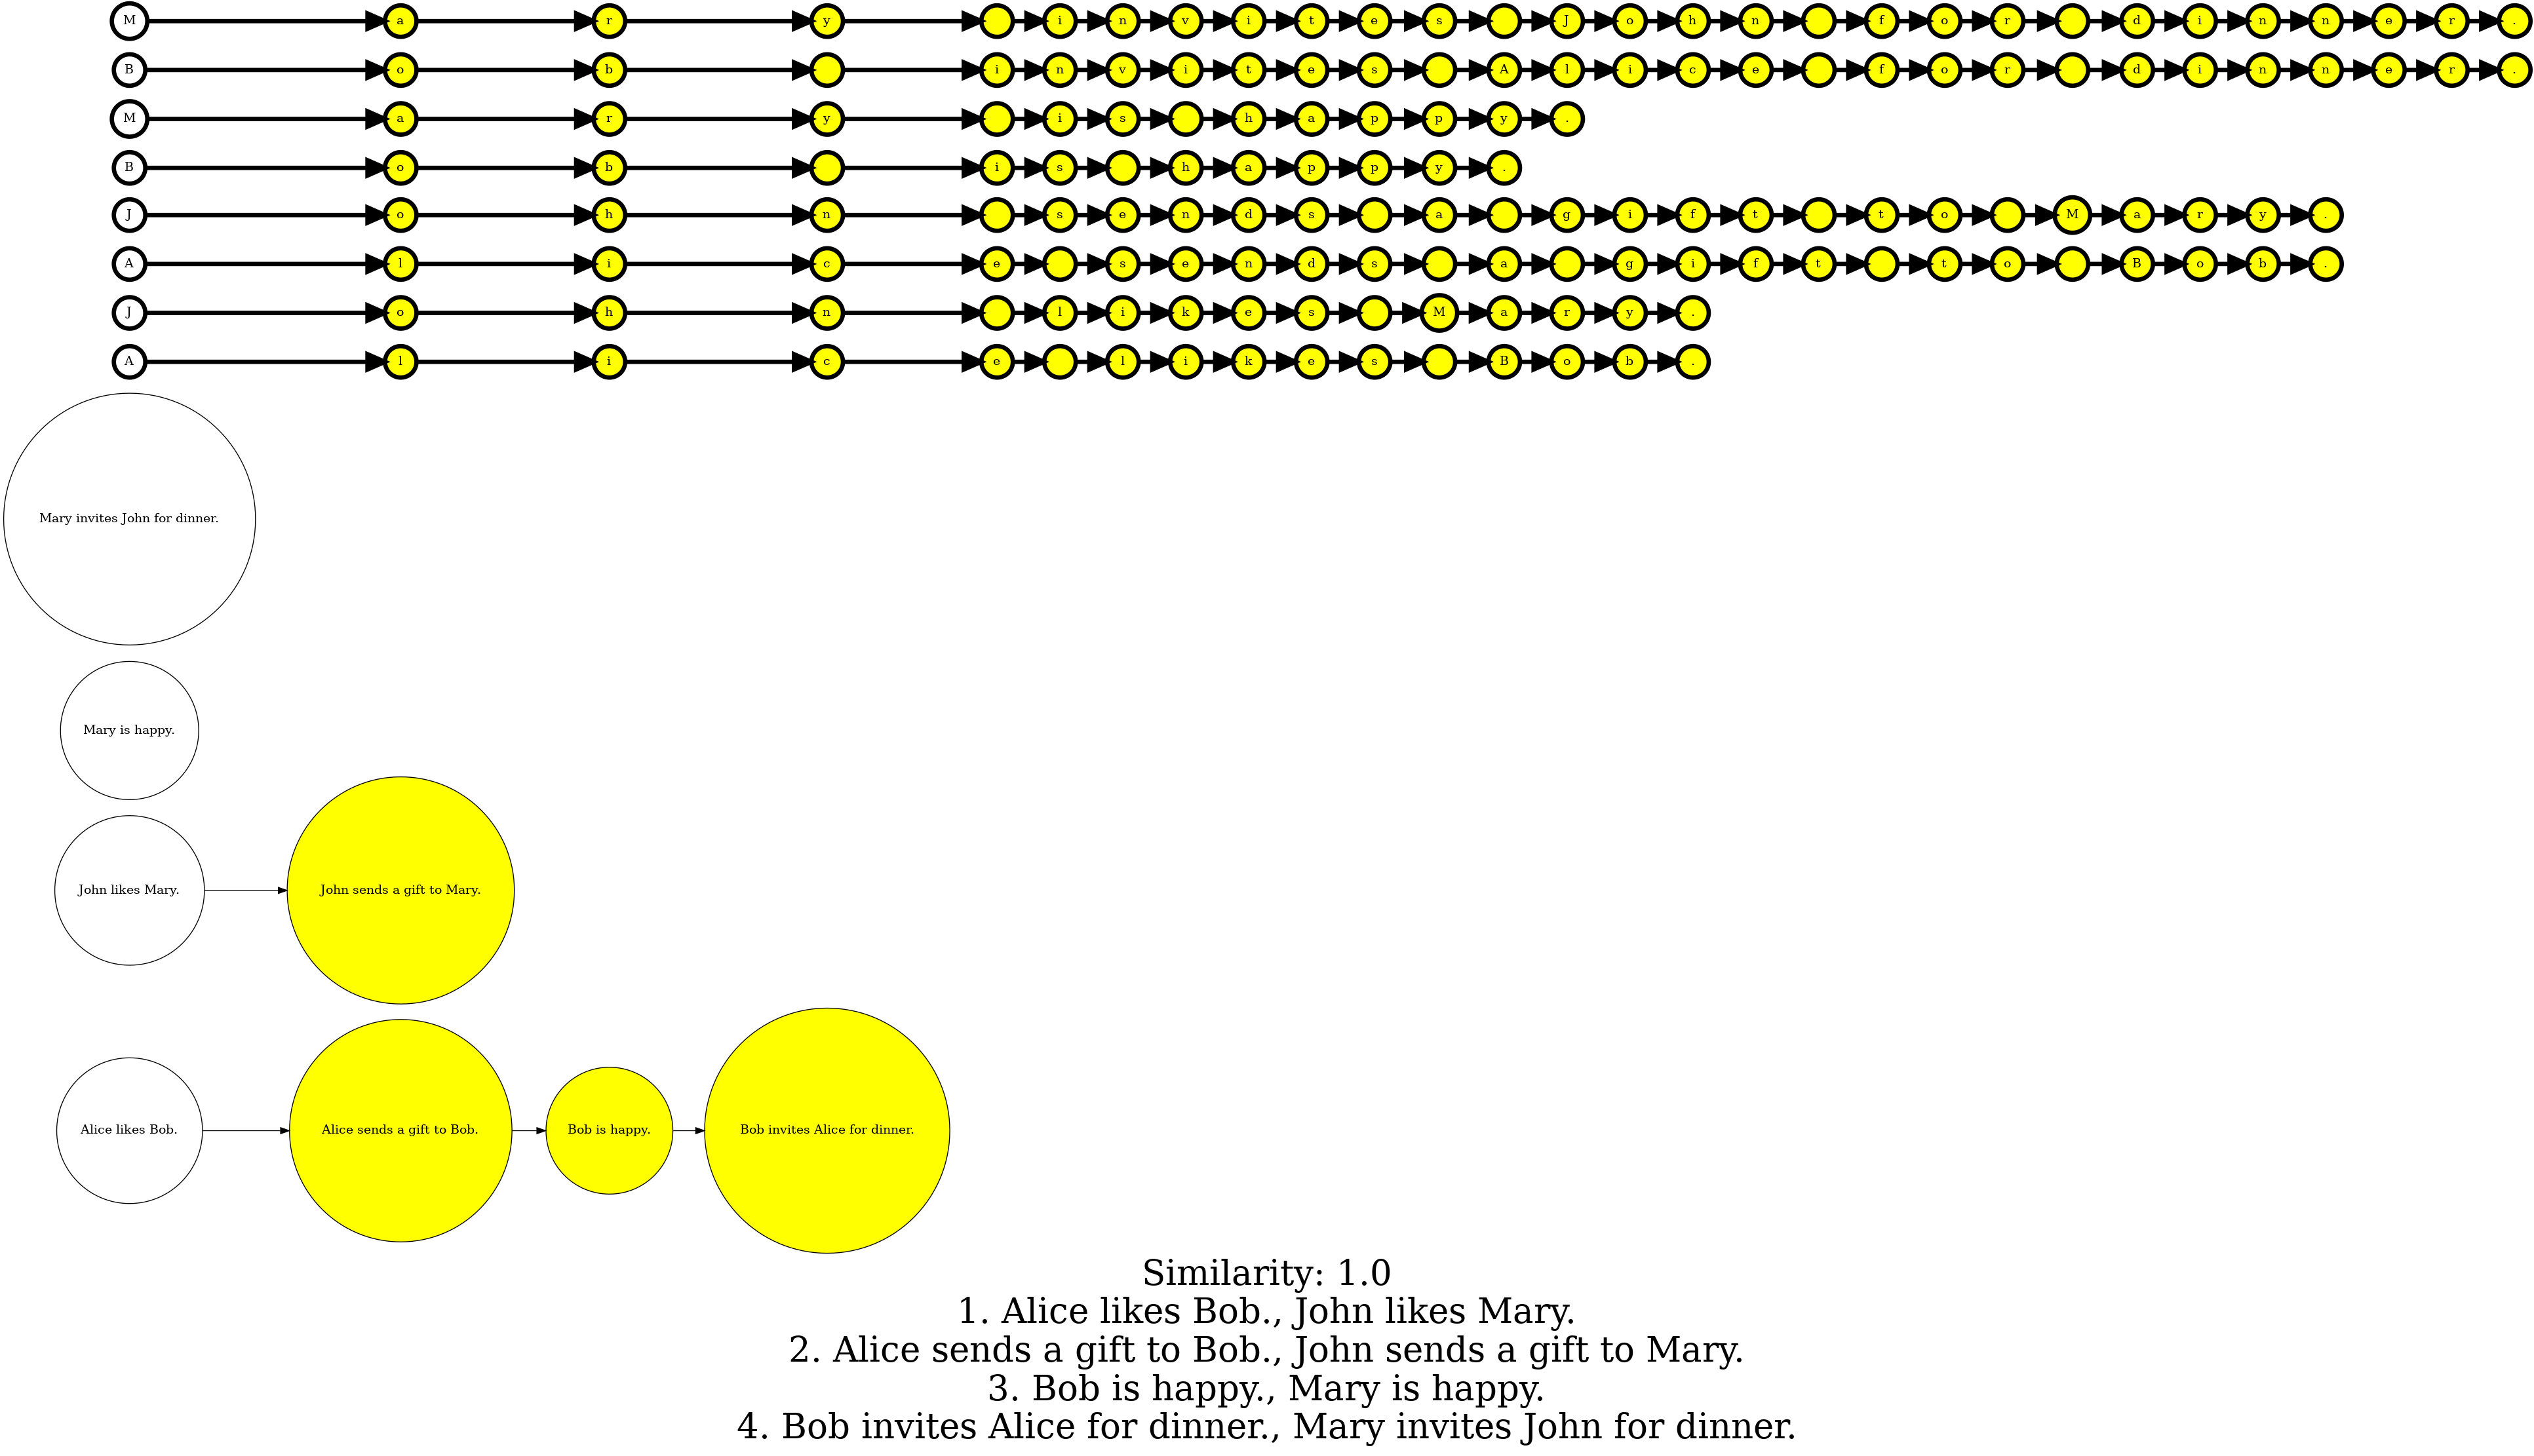 M a r y i n v i t e s J o h n f o r d i n n e r .
B o b i n v i t e s A l i c e f o r d i n n e r .
M a r y i s h a p p y .
B o b i s h a p p y .
J o h n s e n d s a g i f t t o M a r y .
A l i c e s e n d s a g i f t t o B o b .
J o h n l i k e s M a r y .
A l i c e l i k e s B o b .
Mary invites John for dinner.
Mary is happy.
John likes Mary. John sends a gift to Mary.
Alice likes Bob. Alice sends a gift to Bob. Bob is happy. Bob invites Alice for dinner.
Similarity: 1.0
1. Alice likes Bob., John likes Mary.
2. Alice sends a gift to Bob., John sends a gift to Mary.
3. Bob is happy., Mary is happy.
4. Bob invites Alice for dinner., Mary invites John for dinner.